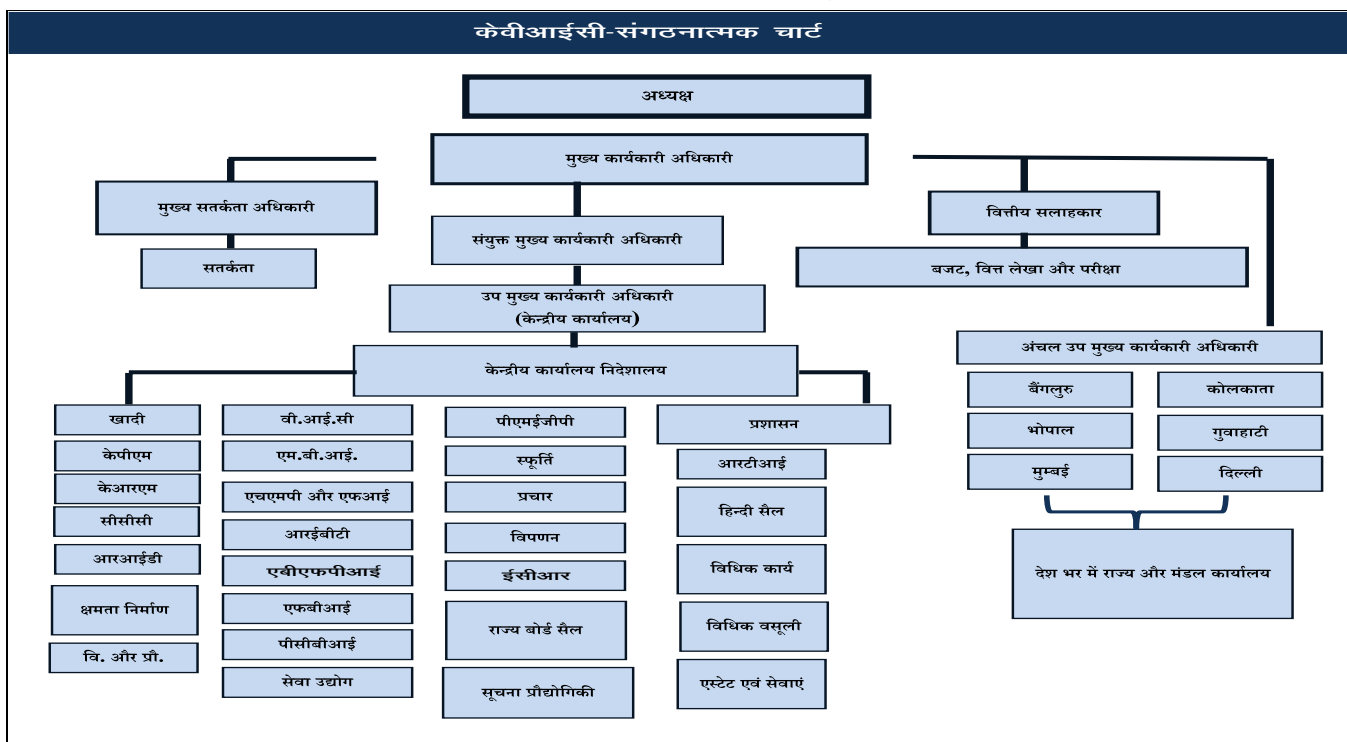 केवीआईसी-संगठनात्मक चार्ट
अध्यक्ष
मुख्य कार्यकारी अधिकारी
मुख्य सतर्कता अधिकारी
सतर्कता
संयुक्त मुख्य कार्यकारी अधिकारी
उप मुख्य कार्यकारी अधिकारी
(केन्द्रीय कार्यालय)
केन्द्रीय कार्यालय निदेशालय
वित्तीय सलाहकार
बजट, वित्त लेखा और परीक्षा
अंचल उप मुख्य कार्यकारी अधिकारी
खादी
केपीएम
केआरएम
सीसीसी
आरआईडी
क्षमता निर्माण
वि. और प्रौ.
वी.आई.सी
एम.बी.आई.
एचएमपी और एफआई
आरईबीटी
एबीएफपीआई
एफबीआई
पीसीबीआई
सेवा उद्योग
पीएमईजीपी
स्फूर्ति
प्रचार
विपणन
ईसीआर
राज्य बोर्ड सैल
सूचना प्रौद्योगिकी
प्रशासन
आरटीआई
हिन्दी सैल
विधिक कार्य
विधिक वसूली
एस्टेट एवं सेवाएं
बैंगलुरु
भोपाल
मुम्बई
कोलकाता
गुवाहाटी
दिल्ली
देश भर में राज्य और मंडल कार्यालय